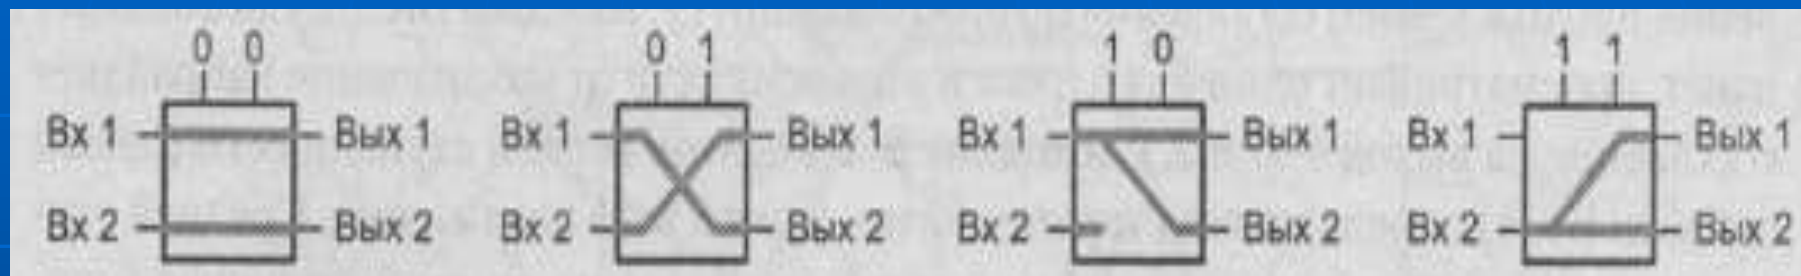 0 0 0 1 1 0 1 1
Вх 1 Вых 1 Вх 1 Вых 1 Вх 1 Вых 1 Вх 1 Вых 1
Вх 2 Вых 2 Вх 2 Вых 2 Вх 2 Вых 2 Вх 2 Вых 2